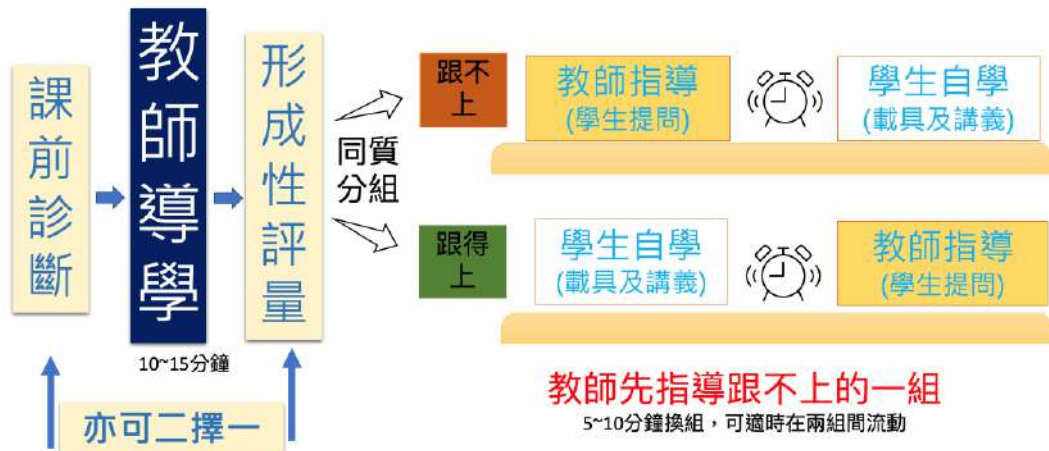 課前診斷
教師導學
10~15分鐘
形成性評量
亦可二擇一
同質
分組
跟不
上
教師指導
(學生提問)
學生自學
(載具及講義)
跟得
上
學生自學
(載具及講義)
教師指導
(學生提問)
教師先指導跟不上的一組
5~10分鐘換組，可適時在兩組間流動